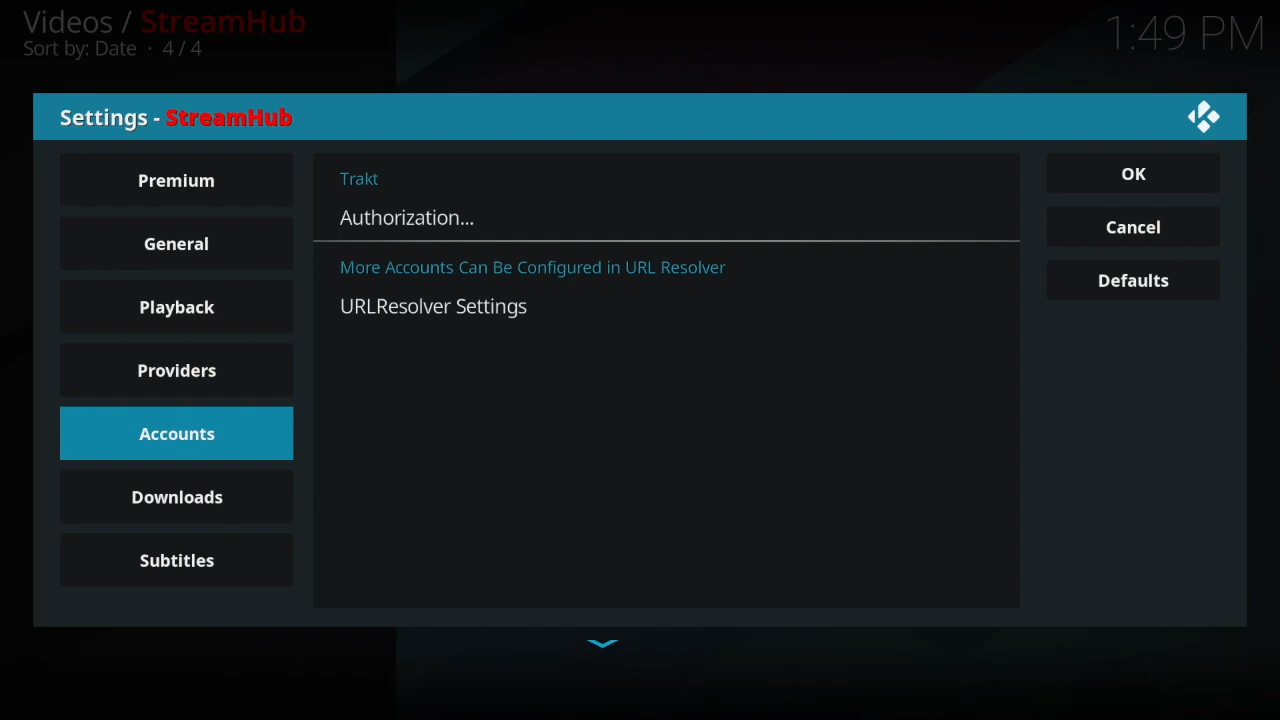 Videos / StreamHub
Sort by: Date · 4 / 4
1:49 PM
Settings - StreamHub
Premium
General
Playback
Providers
Accounts
Downloads
Subtitles
Trakt
Authorization...
More Accounts Can Be Configured in URL Resolver
URLResolver Settings
OK
Cancel
Defaults